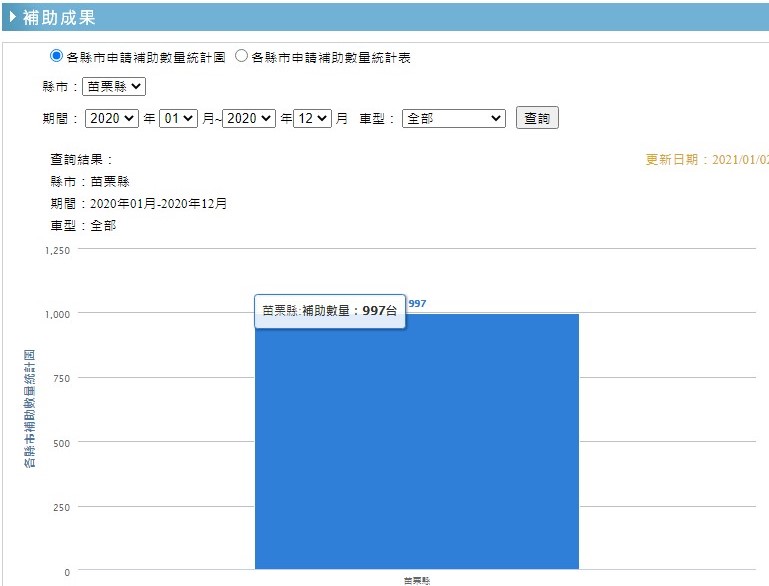 補助成果
各縣市申請補助數量統計圖 各縣市申請補助數量統計表
縣市： 苗栗縣
期間： 2020 年 01 月~ 2020 年 12 月 車型： 全部 查詢
查詢結果：
更新日期：2021/01/02
縣市：苗栗縣
期間：2020年01月-2020年12月
車型：全部
1,250
1,000
750
500
250
0
各縣市補助數量統計圖
997
苗栗縣:補助數量：997台
苗栗縣